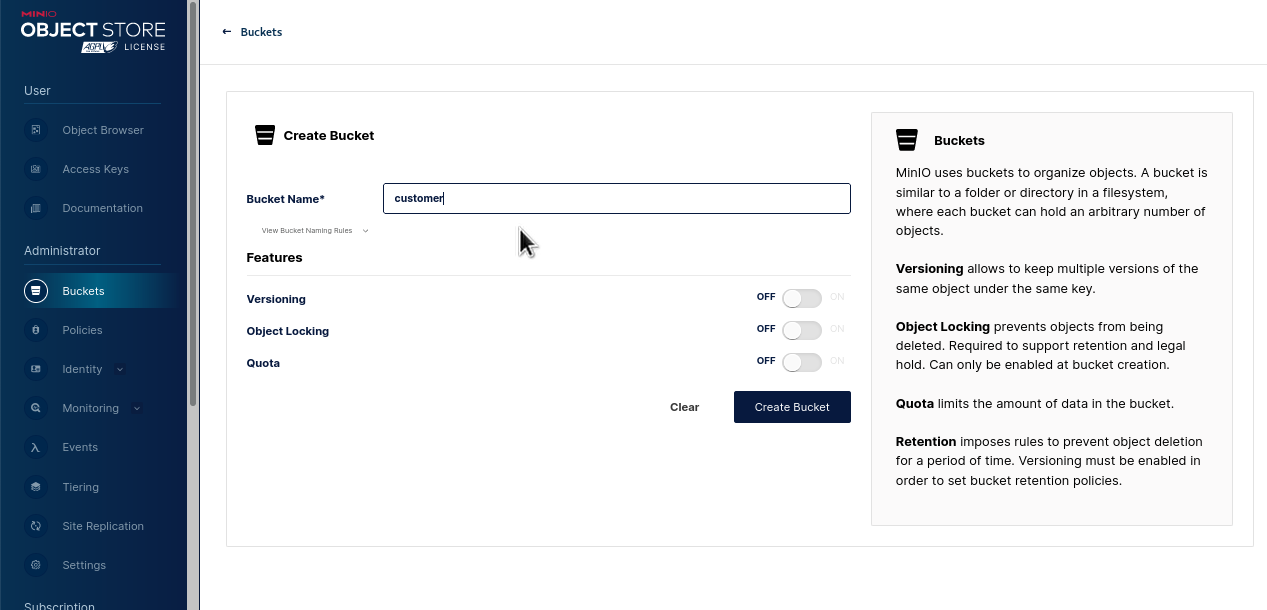 MINIO
OBJECT STORE
AGPLv3 LICENSE
User
Object Browser
Access Keys
Documentation
Administrator
Buckets
Policies
Identity
Monitoring
Events
Tiering
Site Replication
Settings
Subscription
← Buckets
Create Bucket
Bucket Name*
customer
View Bucket Naming Rules
Features
Versioning
OFF ON
Object Locking
OFF ON
Quota
OFF ON
Clear
Create Bucket
Buckets
MinIO uses buckets to organize objects. A bucket is
similar to a folder or directory in a filesystem,
where each bucket can hold an arbitrary number of
objects.
Versioning allows to keep multiple versions of the
same object under the same key.
Object Locking prevents objects from being
deleted. Required to support retention and legal
hold. Can only be enabled at bucket creation.
Quota limits the amount of data in the bucket.
Retention imposes rules to prevent object deletion
for a period of time. Versioning must be enabled in
order to set bucket retention policies.